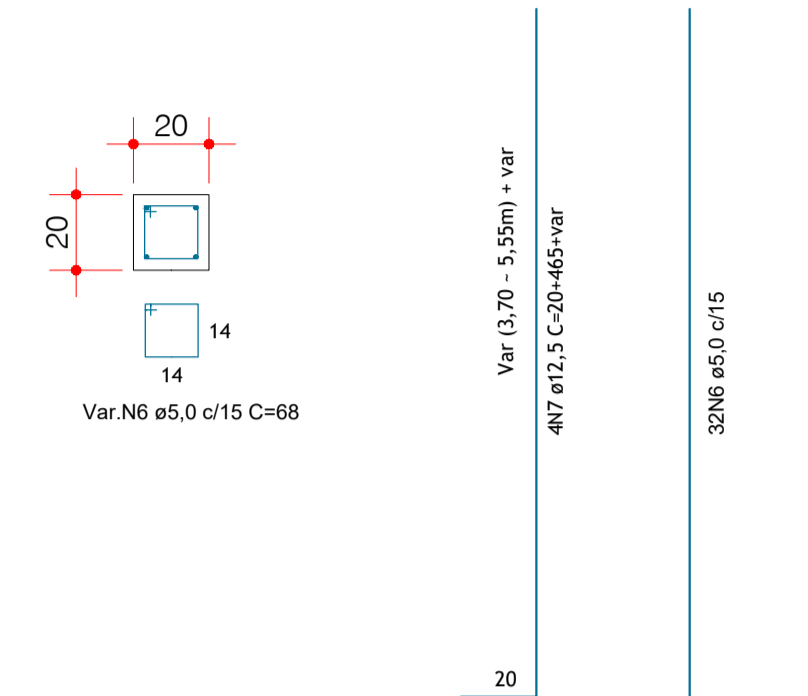 20
20
14
14
Var.N6 ø5,0 c/15 C=68
Var (3,70 ~ 5,55m) + var
4N7 ø12,5 C=20+465+var
32N6 ø5,0 c/15
20